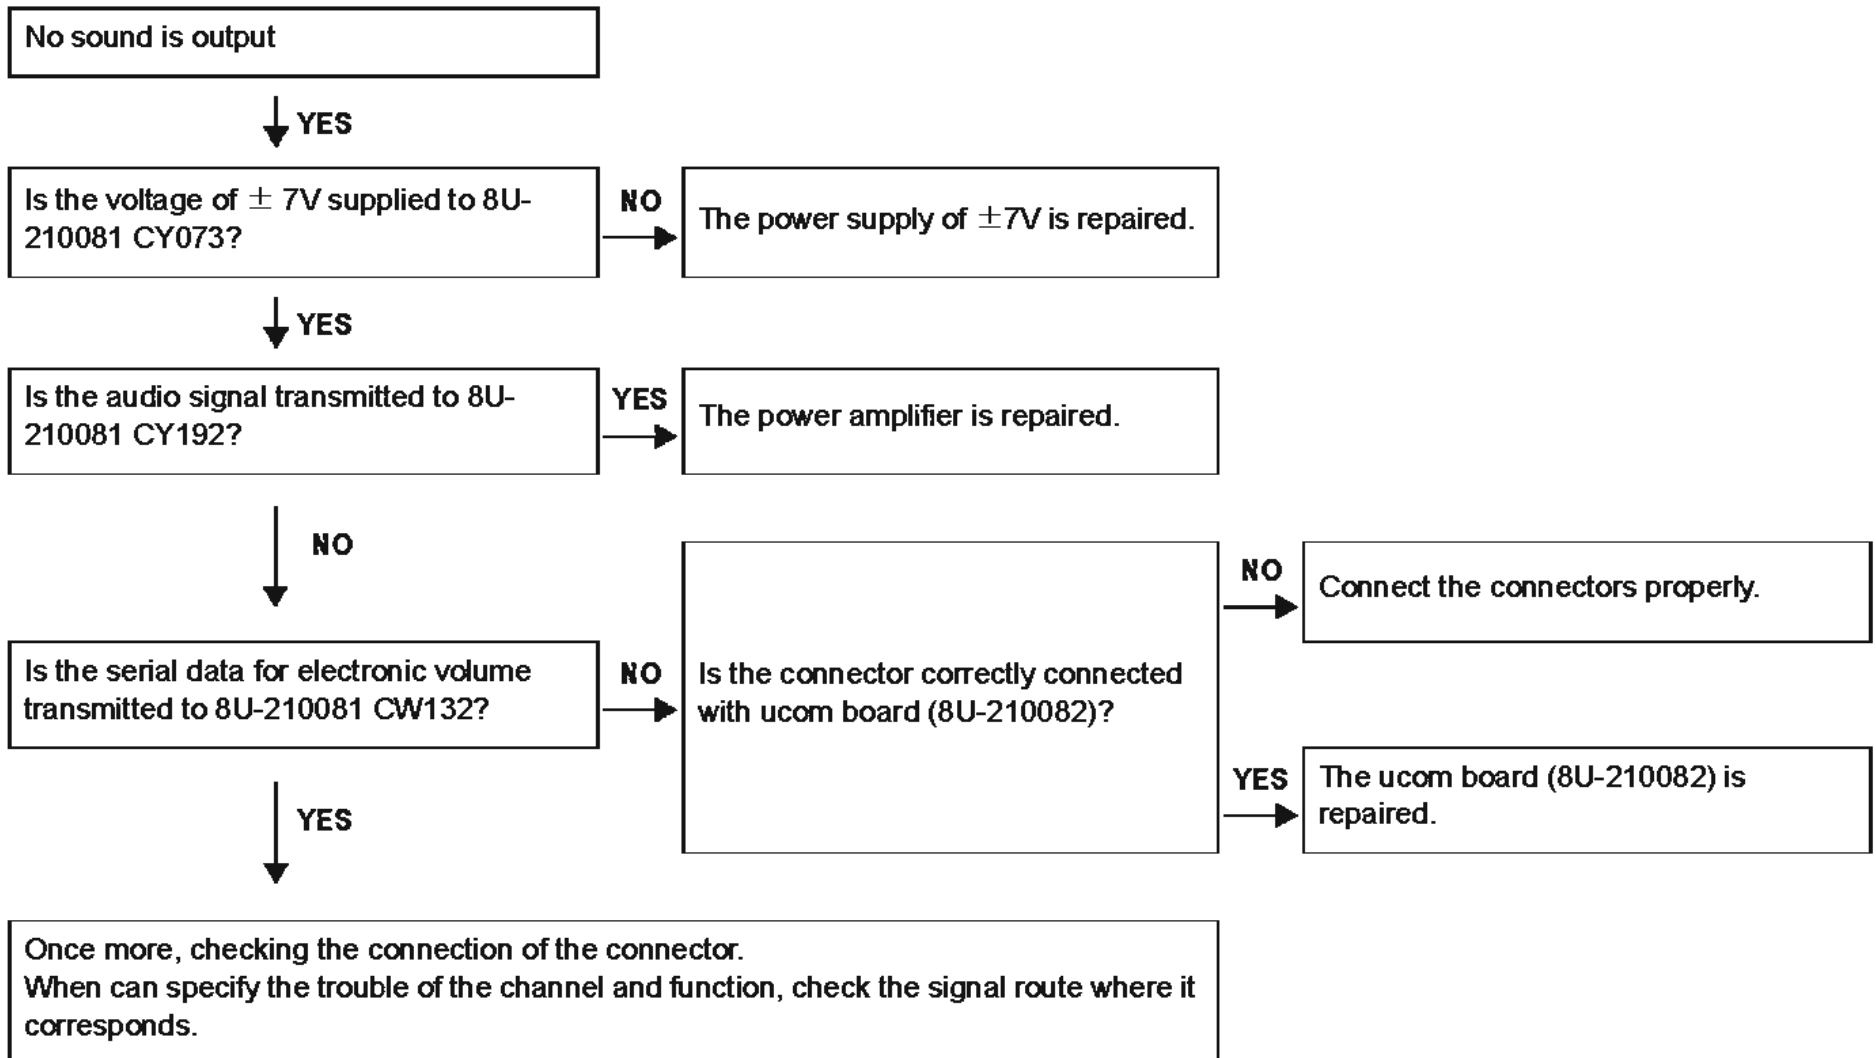 No sound is output
YES
Is the voltage of ± 7V supplied to 8U-
210081 CY073?
NO
The power supply of ±7V is repaired.
YES
Is the audio signal transmitted to 8U-
210081 CY192?
YES
The power amplifier is repaired.
NO
Is the serial data for electronic volume
transmitted to 8U-210081 CW132?
NO
Is the connector correctly connected
with ucom board (8U-210082)?
NO
Connect the connectors properly.
YES
The ucom board (8U-210082) is
repaired.
YES
Once more, checking the connection of the connector.
When can specify the trouble of the channel and function, check the signal route where it
corresponds.